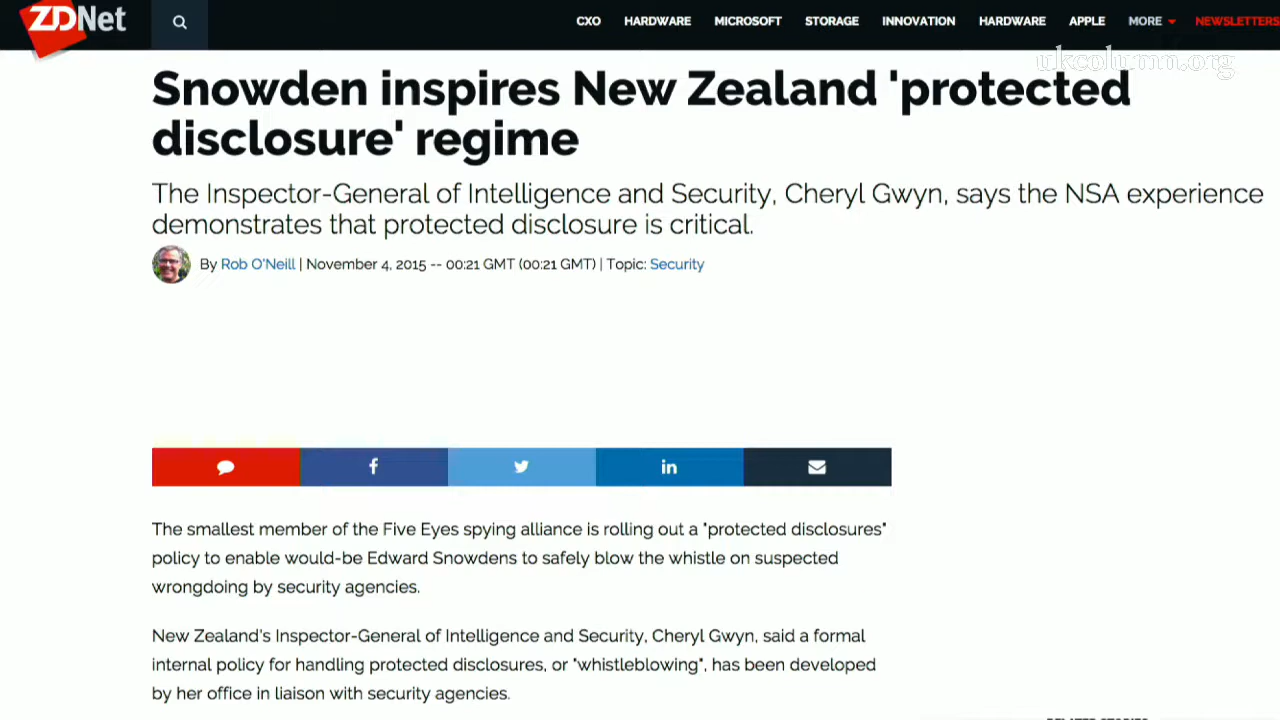 ZDNet
CXO HARDWARE MICROSOFT STORAGE INNOVATION HARDWARE APPLE MORE NEWSLETTERS
ukcolumn.org
Snowden inspires New Zealand 'protected
disclosure' regime
The Inspector-General of Intelligence and Security, Cheryl Gwyn, says the NSA experience
demonstrates that protected disclosure is critical.
By Rob O'Neill | November 4, 2015 -- 00:21 GMT (00:21 GMT) | Topic: Security
The smallest member of the Five Eyes spying alliance is rolling out a "protected disclosures"
policy to enable would-be Edward Snowdens to safely blow the whistle on suspected
wrongdoing by security agencies.
New Zealand's Inspector-General of Intelligence and Security, Cheryl Gwyn, said a formal
internal policy for handling protected disclosures, or "whistleblowing", has been developed
by her office in liaison with security agencies.